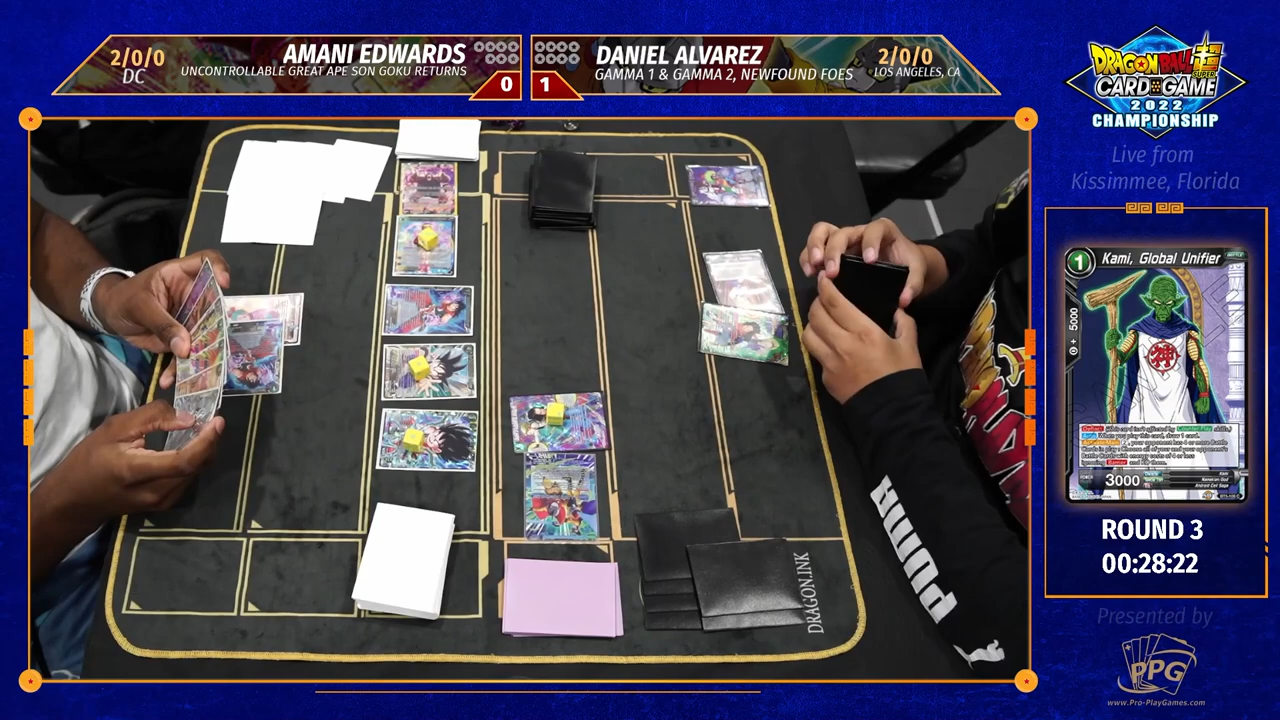 2/0/0
DC
AMANI EDWARDS
UNCONTROLLABLE GREAT APE SON GOKU RETURNS
0
1
DANIEL ALVAREZ
GAMMA 1 & GAMMA 2, NEWFOUND FOES
2/0/0
LOS ANGELES, CA
DRAGON BALL
SUPER
CARD GAME
2022
CHAMPIONSHIP
Live from
Kissimmee, Florida
1
Kami, Global Unifier
5000
POWER 3000
ROUND 3
00:28:22
Presented by
PPG
www.Pro-PlayGames.com
PUMA
DRAGON.INK